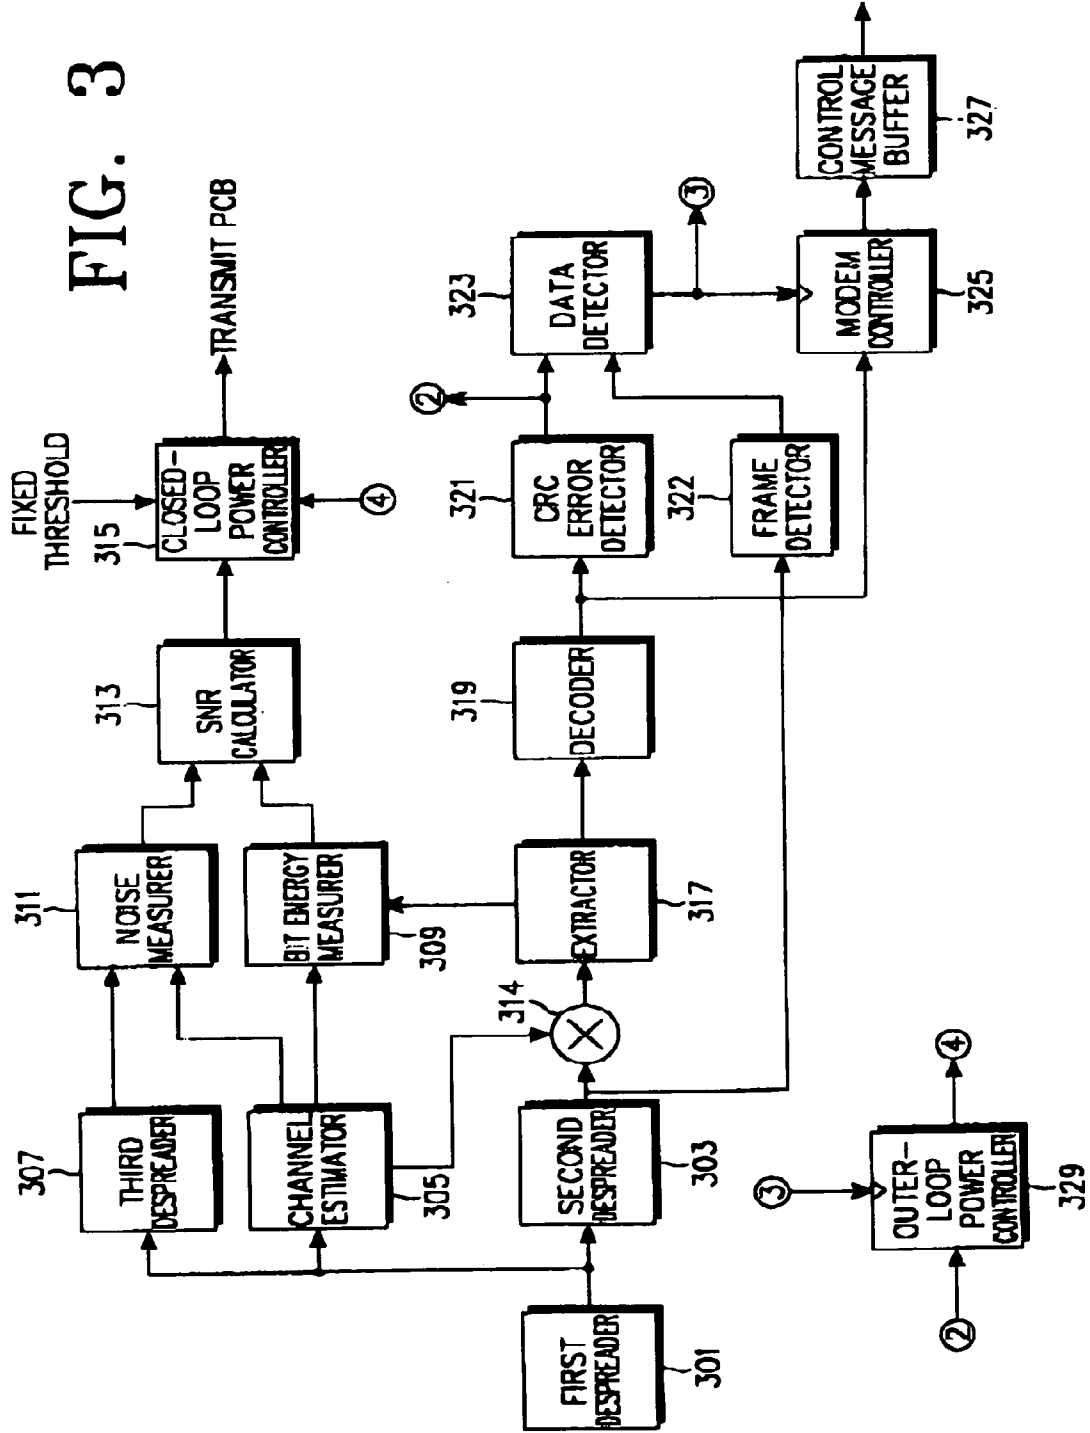 FIG. 3
FIXED
THRESHOLD
TRANSMIT PCB
315
CLOSED-
LOOP
POWER
CONTROLLER
④
313
SNR
CALCULATOR
311
NOISE
MEASURER
BIT ENERGY
MEASURER
309
307
THIRD
DESPREADER
CHANNEL
ESTIMATOR
305
FIRST
DESPREADER
301
SECOND
DESPREADER
303
314
EXTRACTOR
317
319
DECODER
321
CRC
ERROR
DETECTOR
②
322
FRAME
DETECTOR
323
DATA
DETECTOR
③
MODEM
CONTROLLER
325
CONTROL
MESSAGE
BUFFER
327
②
③
OUTER-
LOOP
POWER
CONTROLLER
329
④